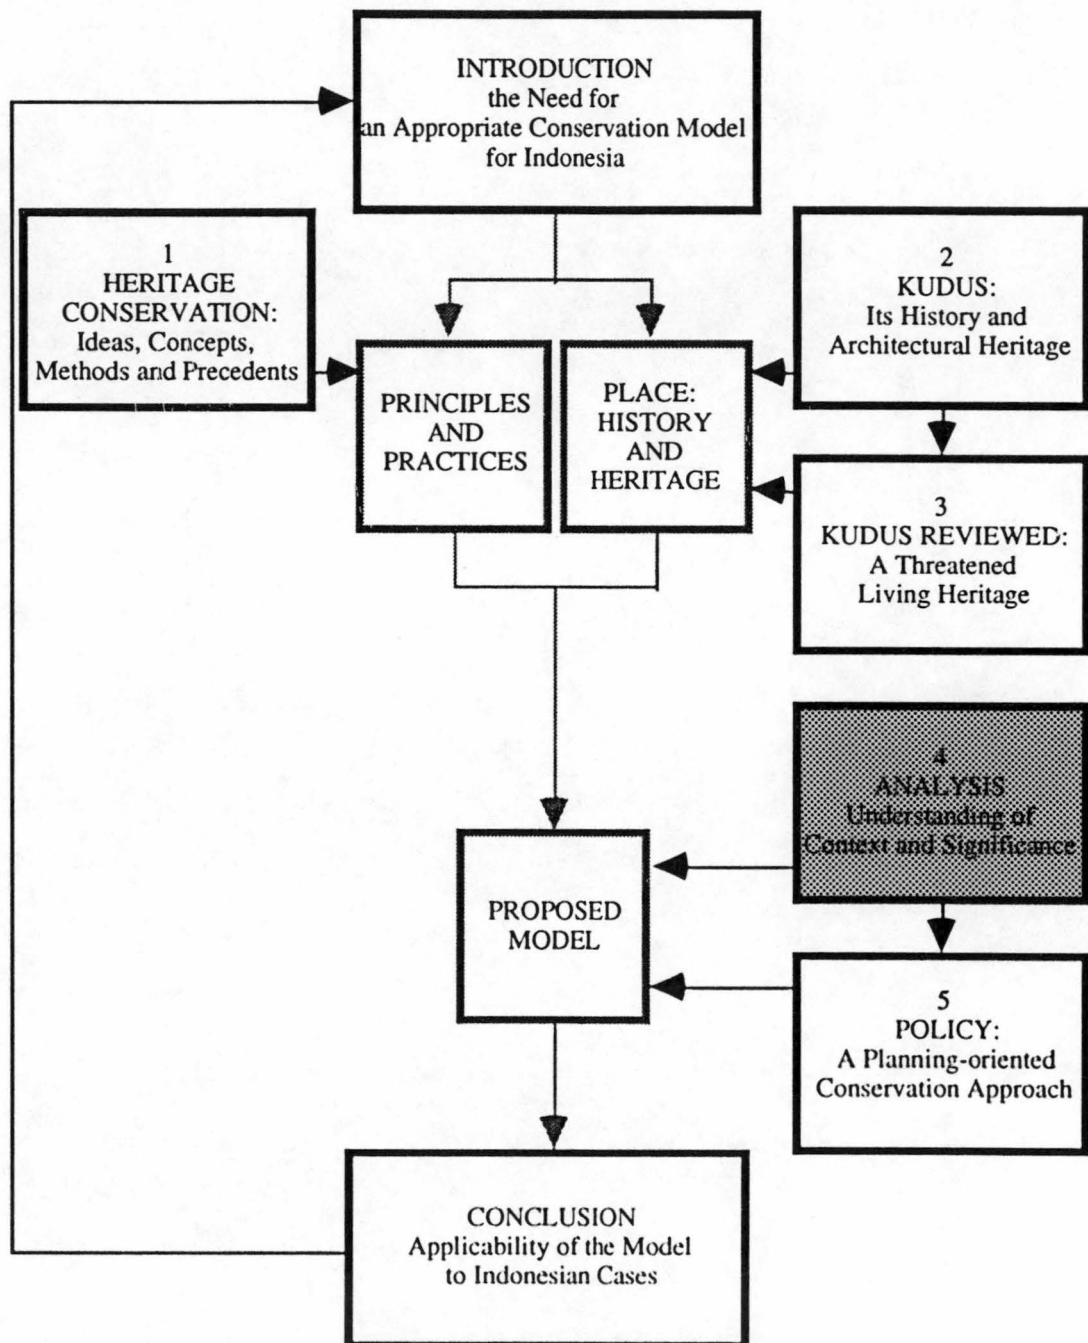 INTRODUCTION
the Need for
an Appropriate Conservation Model
for Indonesia
1
HERITAGE
CONSERVATION:
Ideas, Concepts,
Methods and Precedents
2
KUDUS:
Its History and
Architectural Heritage
PRINCIPLES
AND
PRACTICES
PLACE:
HISTORY
AND
HERITAGE
3
KUDUS REVIEWED:
A Threatened
Living Heritage
4
ANALYSIS
Understanding of
Context and Significance
PROPOSED
MODEL
5
POLICY:
A Planning-oriented
Conservation Approach
CONCLUSION
Applicability of the Model
to Indonesian Cases